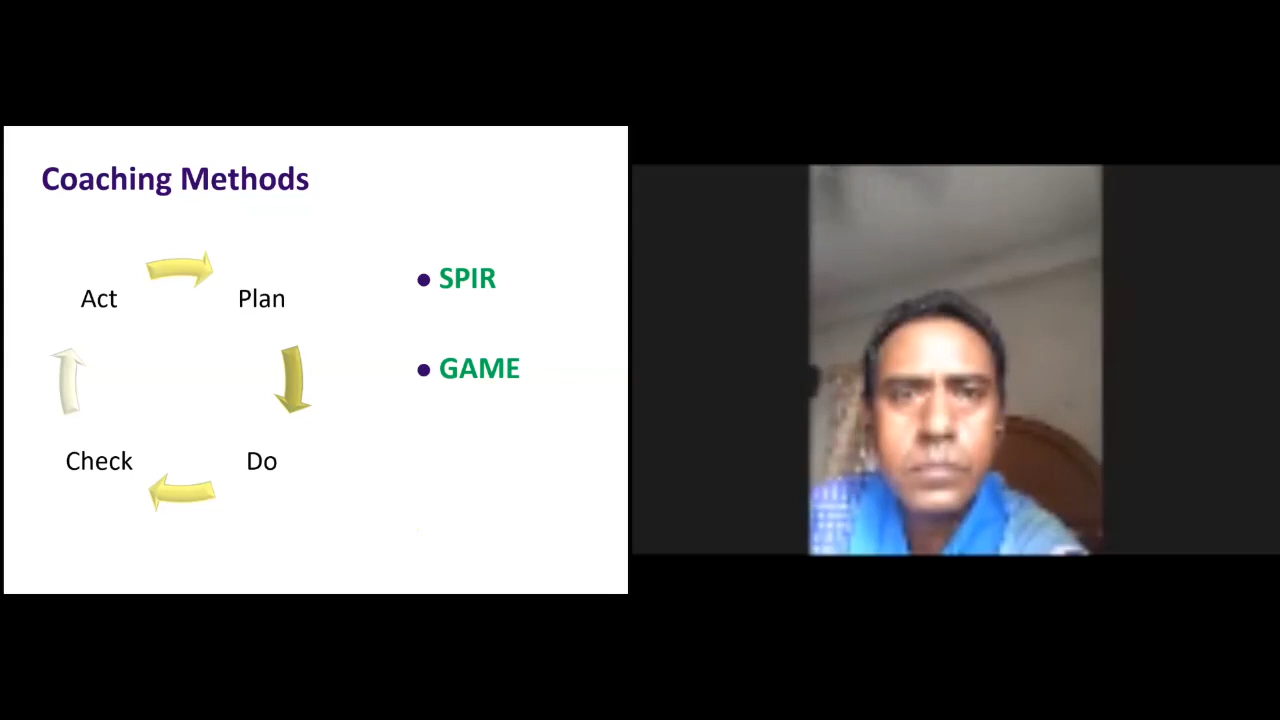 Coaching Methods
Act
Plan
Check
Do
● SPIR
● GAME